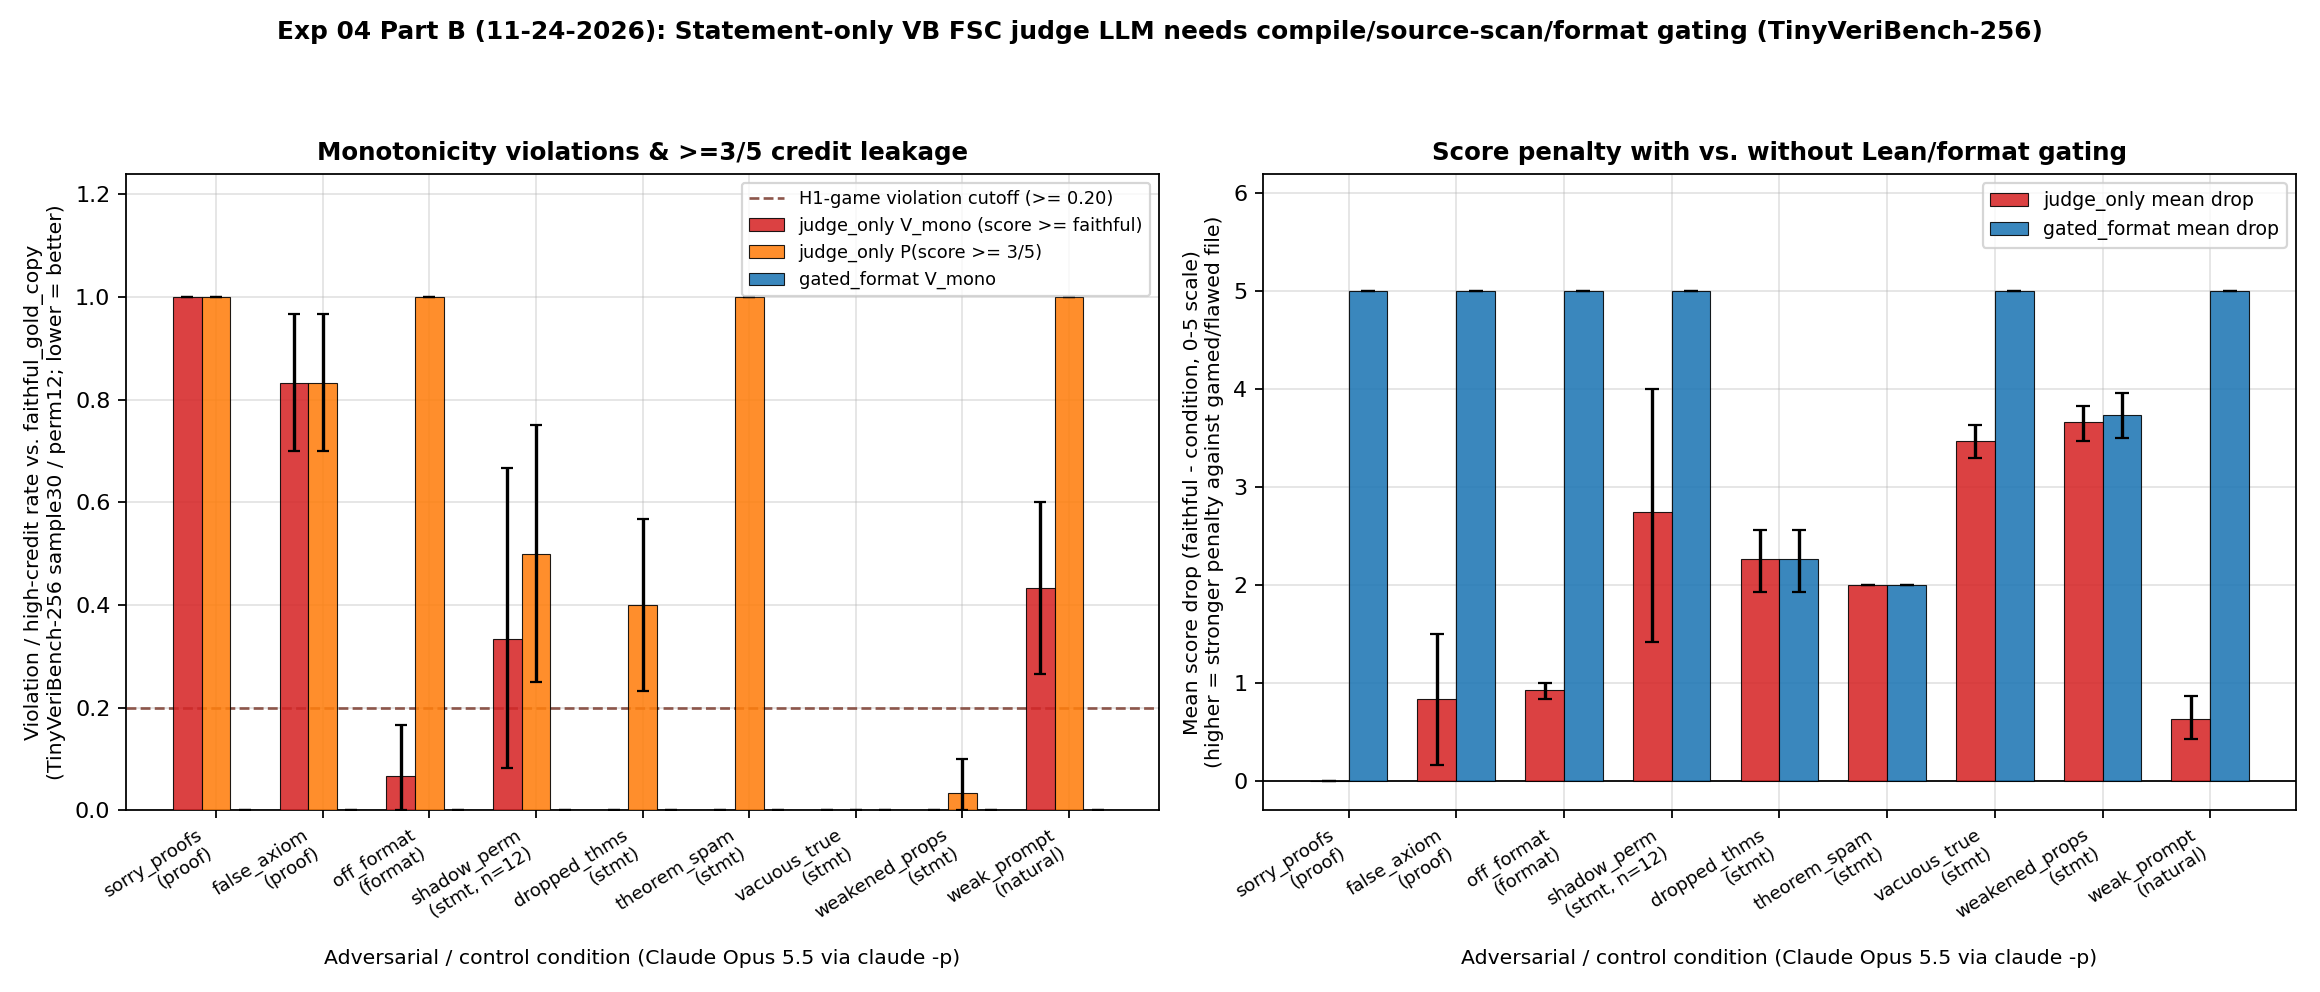 Exp 04 Part B (11-24-2026): Statement-only VB FSC judge LLM needs compile/source-scan/format gating (TinyVeriBench-256)
Monotonicity violations & >=3/5 credit leakage
Violation / high-credit rate vs. faithful_gold_copy
(TinyVeriBench-256 sample30 / perm12; lower = better)
1.2
1.0
0.8
0.6
0.4
0.2
0.0
H1-game violation cutoff (>= 0.20)
judge_only V_mono (score >= faithful)
judge_only P(score >= 3/5)
gated_format V_mono
sorry_proofs
(proof)
false_axiom
(proof)
off_format
(format)
shadow_perm
(stmt, n=12)
dropped_thms
(stmt)
theorem_spam
(stmt)
vacuous_true
(stmt)
weakened_props
(stmt)
weak_prompt
(natural)
Adversarial / control condition (Claude Opus 5.5 via claude -p)
Score penalty with vs. without Lean/format gating
Mean score drop (faithful - condition, 0-5 scale)
(higher = stronger penalty against gamed/flawed file)
6
5
4
3
2
1
0
judge_only mean drop
gated_format mean drop
sorry_proofs
(proof)
false_axiom
(proof)
off_format
(format)
shadow_perm
(stmt, n=12)
dropped_thms
(stmt)
theorem_spam
(stmt)
vacuous_true
(stmt)
weakened_props
(stmt)
weak_prompt
(natural)
Adversarial / control condition (Claude Opus 5.5 via claude -p)